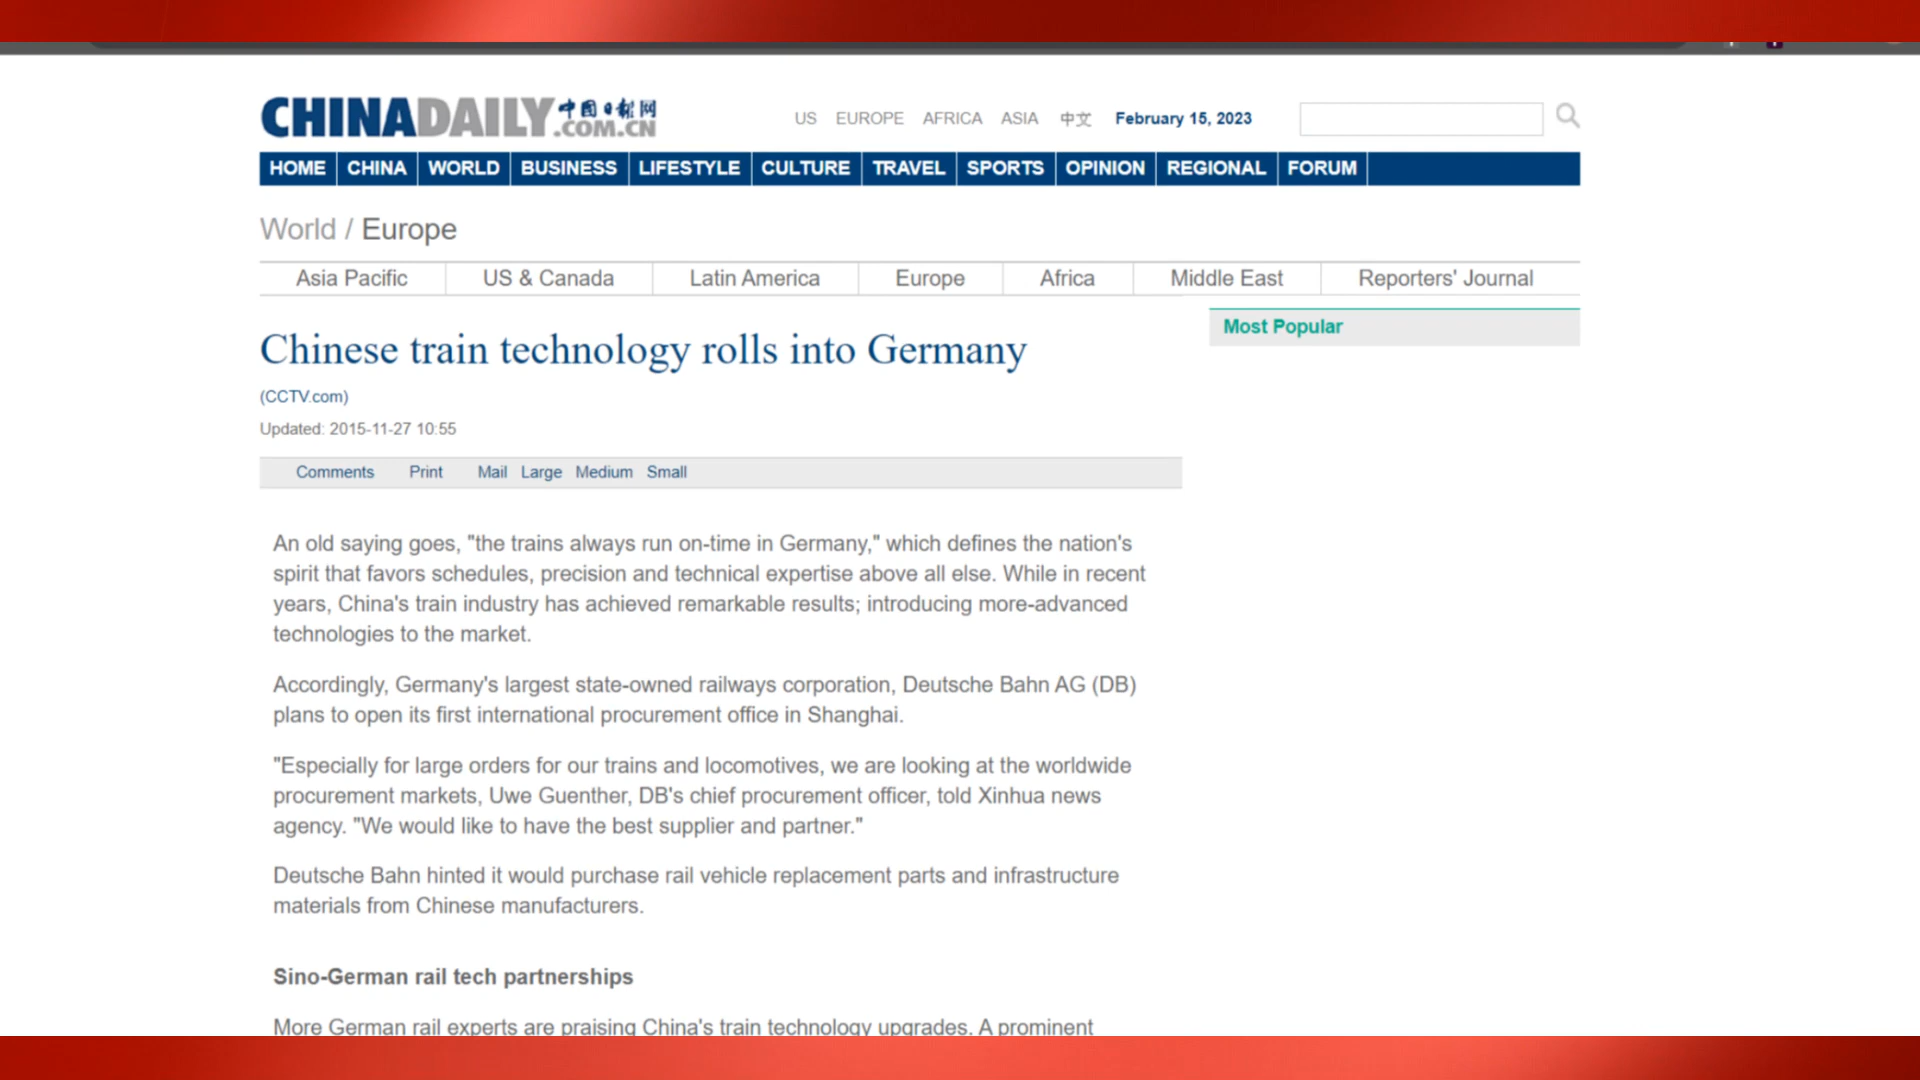 CHINADAILY中国日报网
.COM.CN
US EUROPE AFRICA ASIA 中文 February 15, 2023
HOME CHINA WORLD BUSINESS LIFESTYLE CULTURE TRAVEL SPORTS OPINION REGIONAL FORUM
World / Europe
Asia Pacific US & Canada Latin America Europe Africa Middle East Reporters' Journal
Most Popular
Chinese train technology rolls into Germany
(CCTV.com)
Updated: 2015-11-27 10:55
Comments Print Mail Large Medium Small
An old saying goes, "the trains always run on-time in Germany," which defines the nation's
spirit that favors schedules, precision and technical expertise above all else. While in recent
years, China's train industry has achieved remarkable results; introducing more-advanced
technologies to the market.
Accordingly, Germany's largest state-owned railways corporation, Deutsche Bahn AG (DB)
plans to open its first international procurement office in Shanghai.
"Especially for large orders for our trains and locomotives, we are looking at the worldwide
procurement markets, Uwe Guenther, DB's chief procurement officer, told Xinhua news
agency. "We would like to have the best supplier and partner."
Deutsche Bahn hinted it would purchase rail vehicle replacement parts and infrastructure
materials from Chinese manufacturers.
Sino-German rail tech partnerships
More German rail experts are praising China's train technology upgrades. A prominent